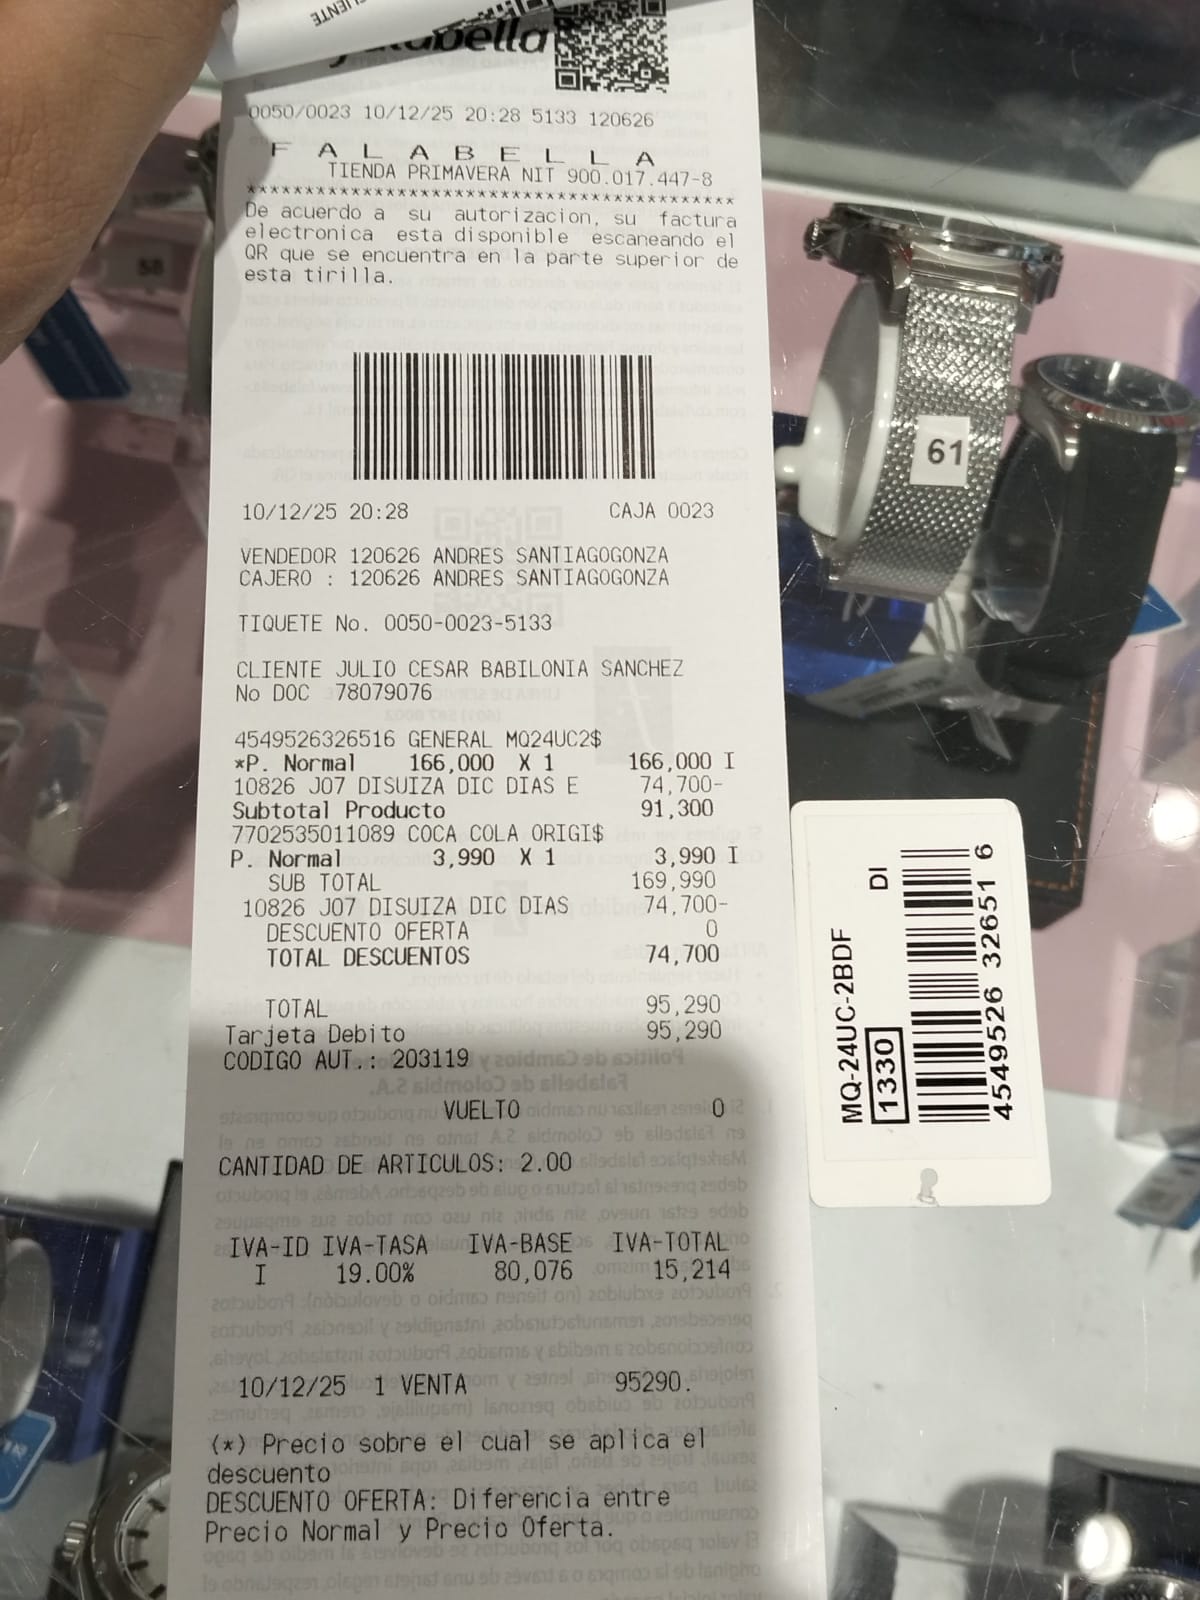 falabella
0050/0023 10/12/25 20:28 5133 120626
F A L A B E L L A
TIENDA PRIMAVERA NIT 900.017.447-8
******************************************
De acuerdo a su autorizacion, su factura
electronica esta disponible escaneando el
QR que se encuentra en la parte superior de
esta tirilla.
10/12/25 20:28 CAJA 0023
VENDEDOR 120626 ANDRES SANTIAGOGONZA
CAJERO : 120626 ANDRES SANTIAGOGONZA
TIQUETE No. 0050-0023-5133
CLIENTE JULIO CESAR BABILONIA SANCHEZ
No DOC 78079076
4549526326516 GENERAL MQ24UC2$
*P. Normal 166,000 X 1 166,000 I
10826 J07 DISUIZA DIC DIAS E 74,700-
Subtotal Producto 91,300
7702535011089 COCA COLA ORIGI$
P. Normal 3,990 X 1 3,990 I
SUB TOTAL 169,990
10826 J07 DISUIZA DIC DIAS 74,700-
DESCUENTO OFERTA 0
TOTAL DESCUENTOS 74,700
TOTAL 95,290
Tarjeta Debito 95,290
CODIGO AUT.: 203119
VUELTO 0
CANTIDAD DE ARTICULOS: 2.00
IVA-ID IVA-TASA IVA-BASE IVA-TOTAL
I 19.00% 80,076 15,214
10/12/25 1 VENTA 95290.
(*) Precio sobre el cual se aplica el
descuento
DESCUENTO OFERTA: Diferencia entre
Precio Normal y Precio Oferta.
61
58
MQ-24UC-2BDF DI
1330
4549526 32651 6